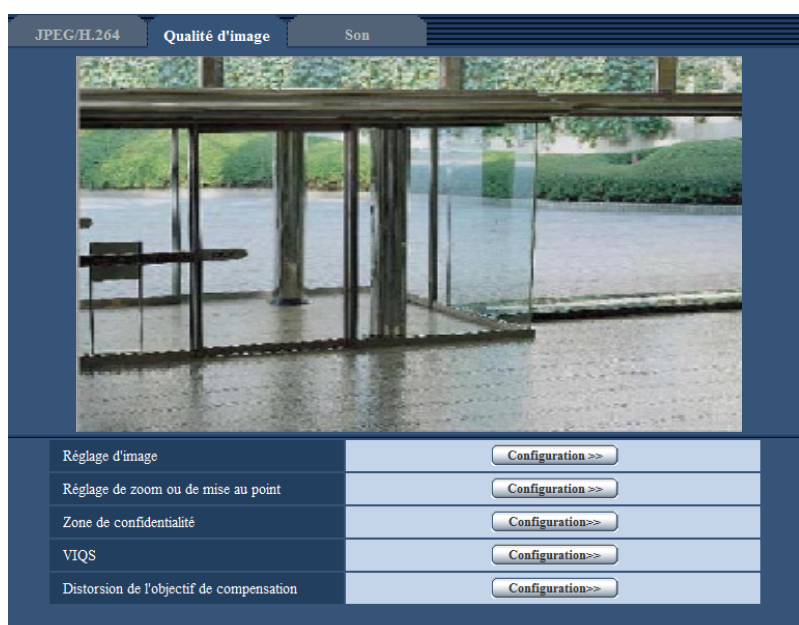 JPEG/H.264 Qualité d'image Son
Réglage d'image Configuration >>
Réglage de zoom ou de mise au point Configuration >>
Zone de confidentialité Configuration>>
VIQS Configuration>>
Distorsion de l'objectif de compensation Configuration>>